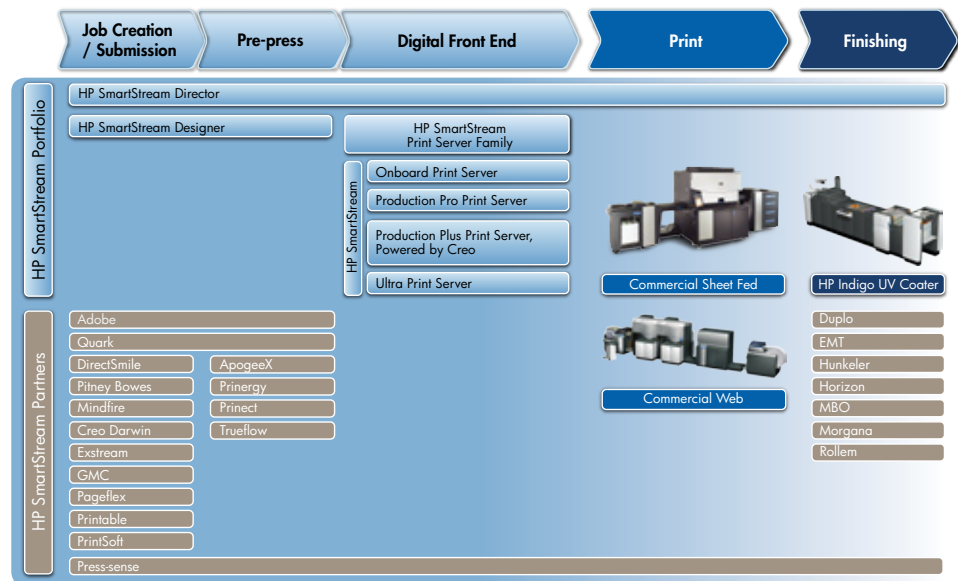 Job Creation
/ Submission
Pre-press
Digital Front End
Print
Finishing
HP SmartStream Portfolio
HP SmartStream Director
HP SmartStream Designer
HP SmartStream
Print Server Family
HP SmartStream
Onboard Print Server
Production Pro Print Server
Production Plus Print Server,
Powered by Creo
Ultra Print Server
Commercial Sheet Fed
HP Indigo UV Coater
Commercial Web
HP SmartStream Partners
Adobe
Quark
DirectSmile
Pitney Bowes
Mindfire
Creo Darwin
Exstream
GMC
Pageflex
Printable
PrintSoft
ApogeeX
Prinergy
Prinect
Trueflow
Duplo
EMT
Hunkeler
Horizon
MBO
Morgana
Rollem
Press-sense